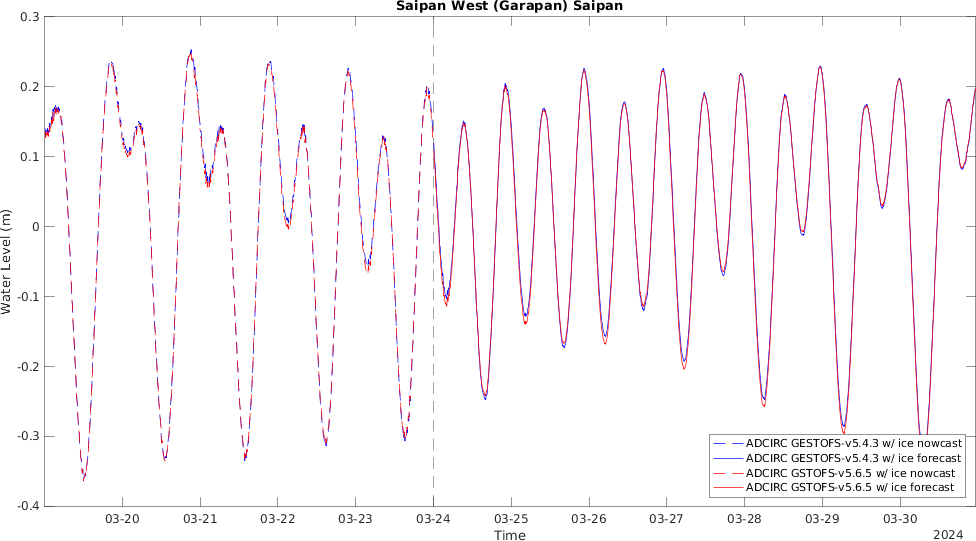 Saipan West (Garapan) Saipan
0.3
0.2
0.1
0
-0.1
-0.2
-0.3
-0.4
Water Level (m)
ADCIRC GESTOFS-v5.4.3 w/ ice nowcast
ADCIRC GESTOFS-v5.4.3 w/ ice forecast
ADCIRC GSTOFS-v5.6.5 w/ ice nowcast
ADCIRC GSTOFS-v5.6.5 w/ ice forecast
03-20 03-21 03-22 03-23 03-24 03-25 03-26 03-27 03-28 03-29 03-30
Time
2024